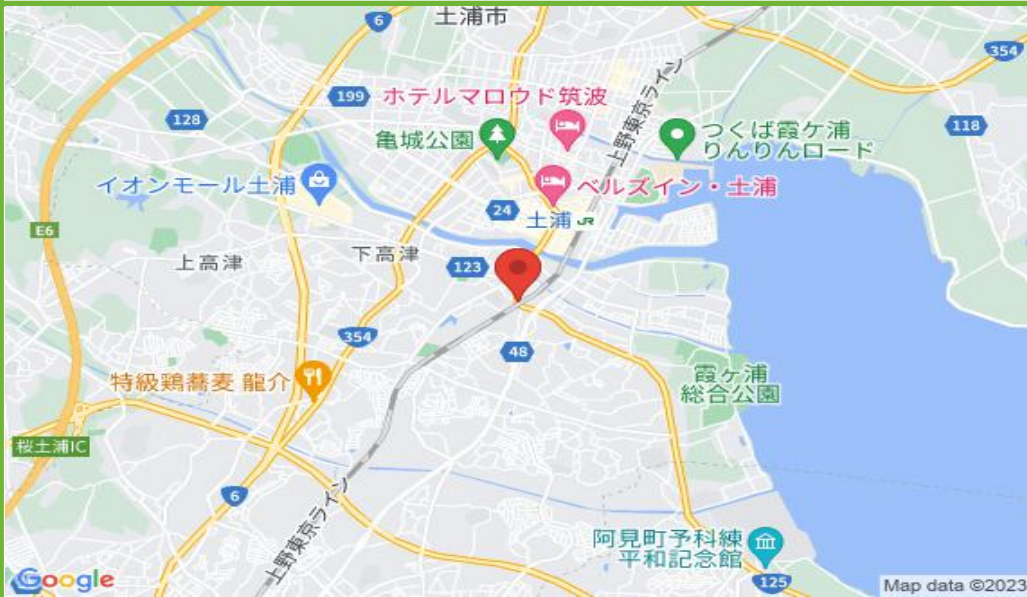 土浦市
6
354
199
ホテルマロウド筑波
上野東京ライン
128
118
亀城公園
つくば霞ケ浦
りんりんロード
イオンモール土浦
ベルズイン・土浦
24
土浦 JR
E6
上高津
下高津
123
354
48
霞ケ浦
総合公園
特級鶏蕎麦 龍介
桜土浦IC
6
上野東京ライン
阿見町予科練
平和記念館
125
Google
Map data ©2023